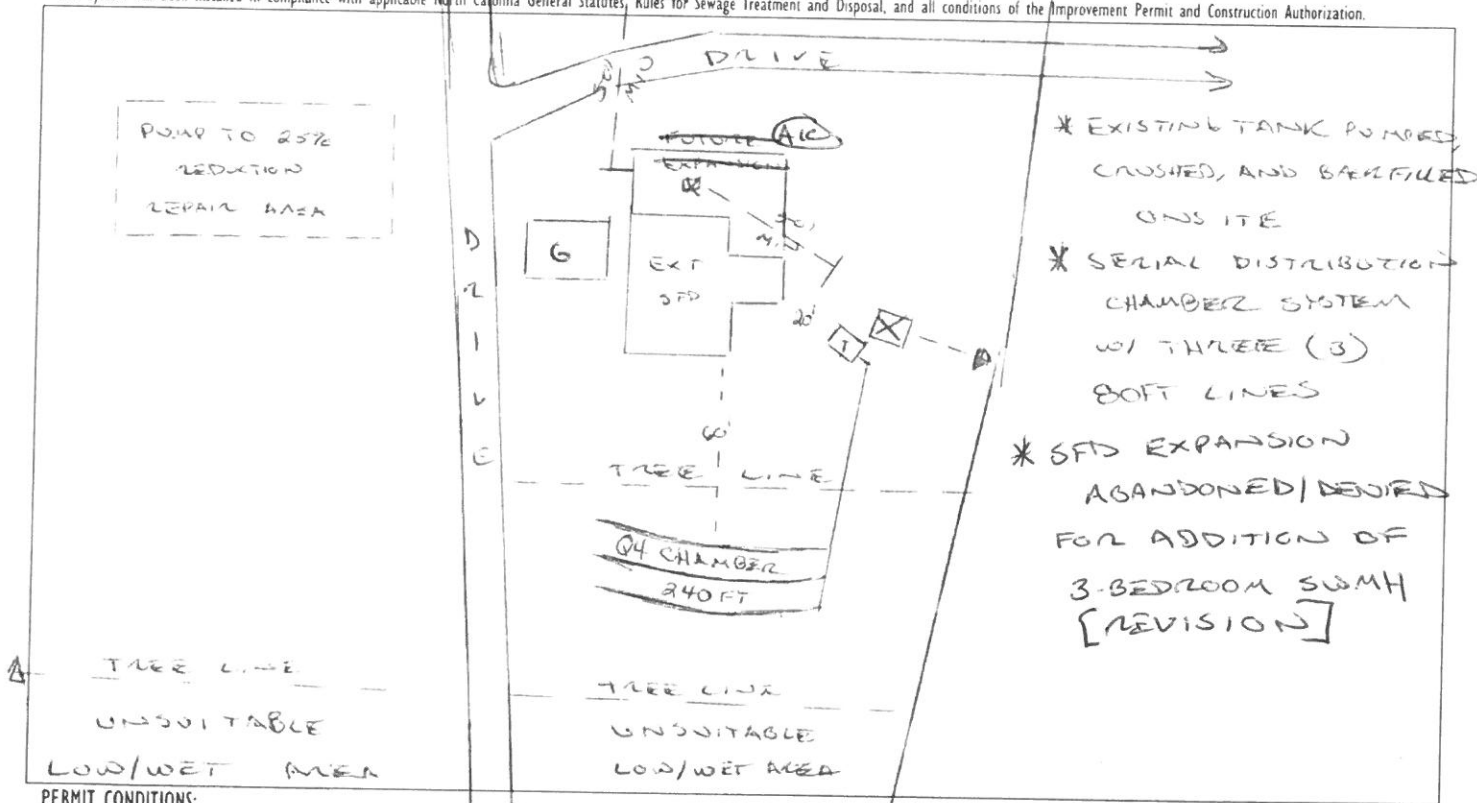 has been installed in compliance with applicable North Carolina General Statutes, Rules for Sewage Treatment and Disposal, and all conditions of the Improvement Permit and Construction Authorization.
DRIVE
PUMP TO 25%
REDUCTION
REPAIR AREA
FUTURE A/C
EXPANSION
G
EXT
SFD
20'
T
DRIVE
60'
TREE LINE
Q4 CHAMBER
240 FT
TREE LINE
UNSUITABLE
LOW/WET AREA
TREE LINE
UNSUITABLE
LOW/WET AREA
* EXISTING TANK PUMPED,
CRUSHED, AND BACKFILLED
ONSITE
* SERIAL DISTRIBUTION
CHAMBER SYSTEM
W/ THREE (3)
80FT LINES
* SFD EXPANSION
ABANDONED/DENIED
FOR ADDITION OF
3-BEDROOM SWMH
[REVISION]
PERMIT CONDITIONS: